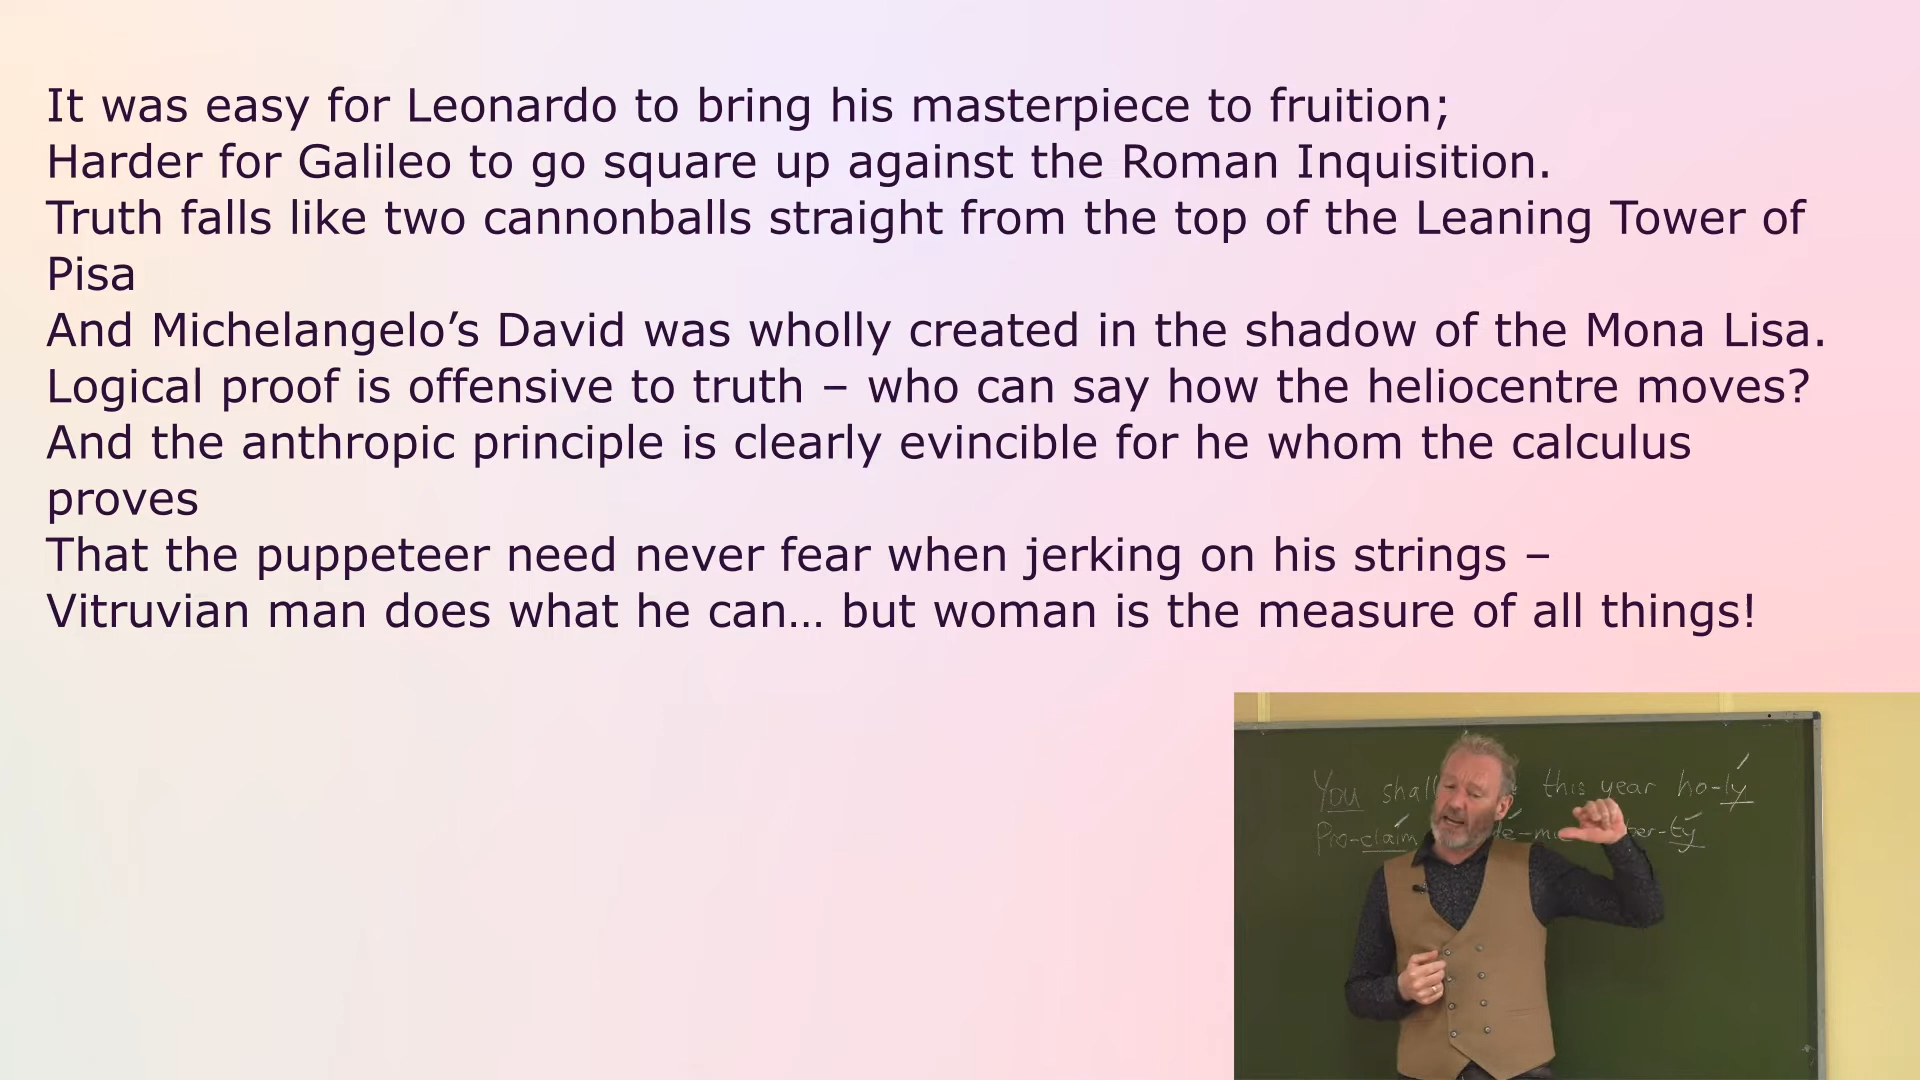 It was easy for Leonardo to bring his masterpiece to fruition;
Harder for Galileo to go square up against the Roman Inquisition.
Truth falls like two cannonballs straight from the top of the Leaning Tower of
Pisa
And Michelangelo’s David was wholly created in the shadow of the Mona Lisa.
Logical proof is offensive to truth – who can say how the heliocentre moves?
And the anthropic principle is clearly evincible for he whom the calculus
proves
That the puppeteer need never fear when jerking on his strings –
Vitruvian man does what he can… but woman is the measure of all things!
You shall this year ho-ly
Pro-claim